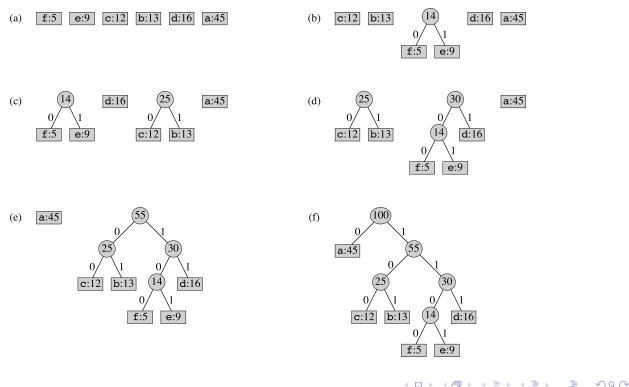 (a) f:5 e:9 c:12 b:13 d:16 a:45
(b) c:12 b:13 14 d:16 a:45
0 1
f:5 e:9
(c) 14 d:16 25 a:45
0 1 0 1
f:5 e:9 c:12 b:13
(d) 25 30 a:45
0 1 0 1
c:12 b:13 14 d:16
0 1
f:5 e:9
(e) a:45 55
0 1
25 30
0 1 0 1
c:12 b:13 14 d:16
0 1
f:5 e:9
(f) 100
0 1
a:45 55
0 1
25 30
0 1 0 1
c:12 b:13 14 d:16
0 1
f:5 e:9